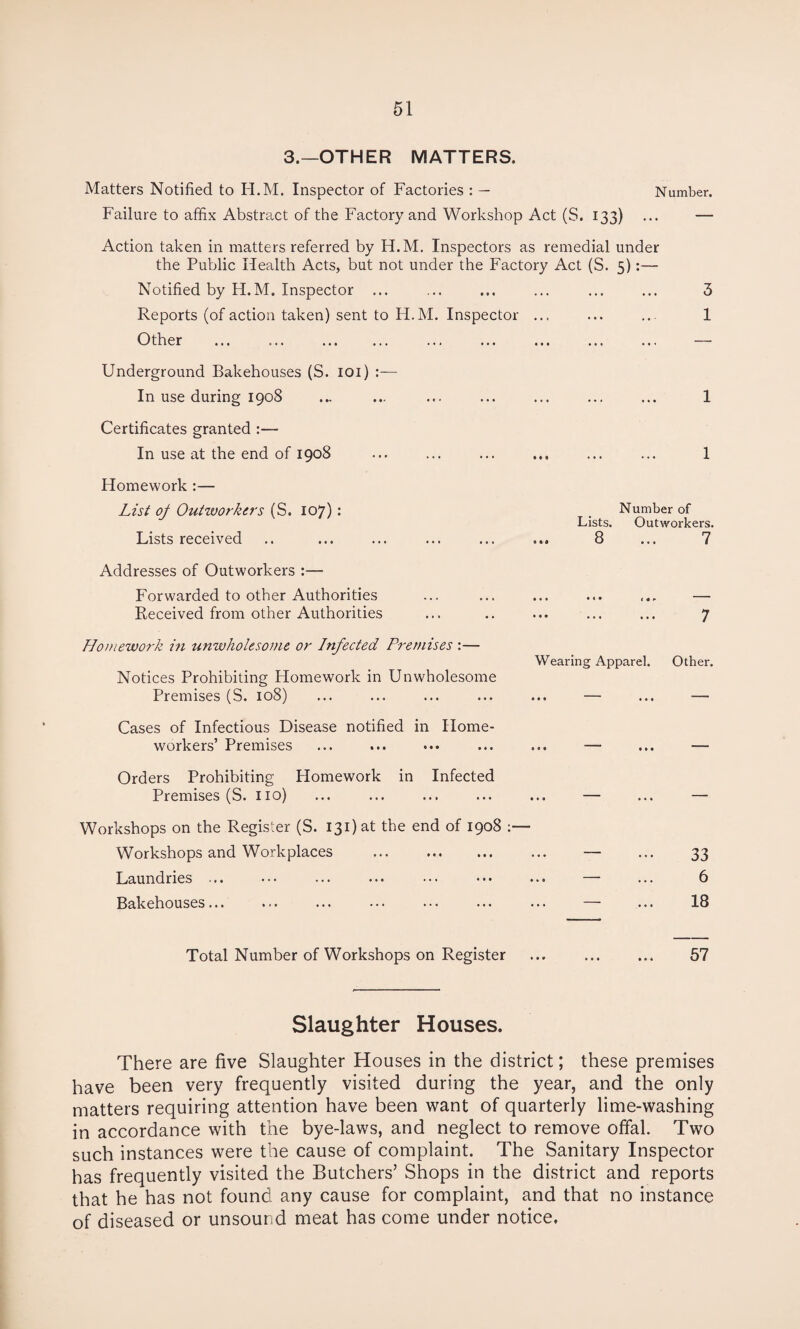 51
3.—OTHER MATTERS.
Matters Notified to H.M. Inspector of Factories : — Number.
Failure to affix Abstract of the Factory and Workshop Act (S. 133) ... —
Action taken in matters referred by H.M. Inspectors as remedial under
the Public Health Acts, but not under the Factory Act (S. 5) :—
Notified by H.M. Inspector ... ... ... ... ... ... 3
Reports (of action taken) sent to H.M. Inspector ... ... ... 1
Other ... ... ... ... ... ... ... ... ... —
Underground Bakehouses (S. 101) :—
In use during 1908 ... ... ... ... ... ... ... 1
Certificates granted :—
In use at the end of 1908 ... ... ... ... ... ... 1
Homework :—
List of Outworkers (S. 107) : Number of
Lists. Outworkers.
Lists received .. ... ... ... ... ... 8 ... 7
Addresses of Outworkers :—
Forwarded to other Authorities ... ... ... ... ... —
Received from other Authorities ... .. ... ... ... 7
Homework in unwholesome or Infected Premises :—
Wearing Apparel. Other.
Notices Prohibiting Homework in Unwholesome
Premises (S. 108) ... ... ... ... ... — ... —
Cases of Infectious Disease notified in Home-
workers' Premises ... ... ... ... ... — ... —
Orders Prohibiting Homework in Infected
Premises (S. 110) ... ... ... ... ... — ... —
Workshops on the Register (S. 131) at the end of 1908 :—
Workshops and Workplaces ... ... ... ... — ... 33
Laundries ... ... ... ... ... ... ... — ... 6
Bakehouses... ... ... ... ... ... ... — ... 18
Total Number of Workshops on Register ... ... ... 57
Slaughter Houses.
There are five Slaughter Houses in the district; these premises
have been very frequently visited during the year, and the only
matters requiring attention have been want of quarterly lime-washing
in accordance with the bye-laws, and neglect to remove offal. Two
such instances were the cause of complaint. The Sanitary Inspector
has frequently visited the Butchers' Shops in the district and reports
that he has not found any cause for complaint, and that no instance
of diseased or unsound meat has come under notice.